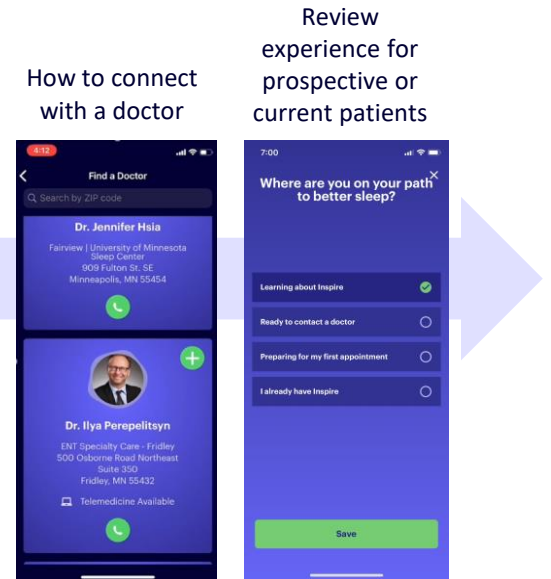 How to connect
with a doctor
4:12
Find a Doctor
Search by ZIP code
Dr. Jennifer Hsia
Fairview | University of Minnesota
Sleep Center
909 Fulton St. SE
Minneapolis, MN 55454
Dr. Ilya Perepelitsyn
ENT Specialty Care - Fridley
500 Osborne Road Northeast
Suite 350
Fridley, MN 55432
Telemedicine Available
Review
experience for
prospective or
current patients
7:00
Where are you on your path
to better sleep?
Learning about Inspire
Ready to contact a doctor
Preparing for my first appointment
I already have Inspire
Save